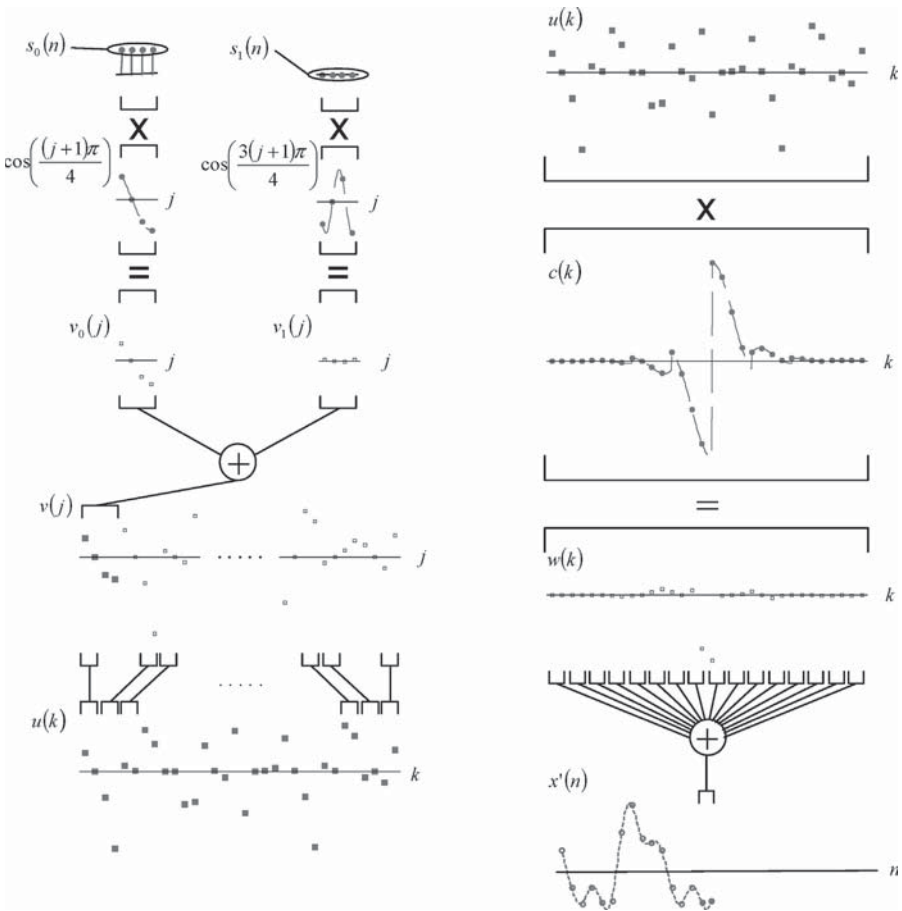 s₀(n)
s₁(n)
X
X
cos((j+1)π/4)
cos(3(j+1)π/4)
j
j
=
=
v₀(j)
v₁(j)
j
j
+
v(j)
.....
j
.....
u(k)
k
u(k)
k
X
c(k)
k
=
w(k)
k
+
x'(n)
n